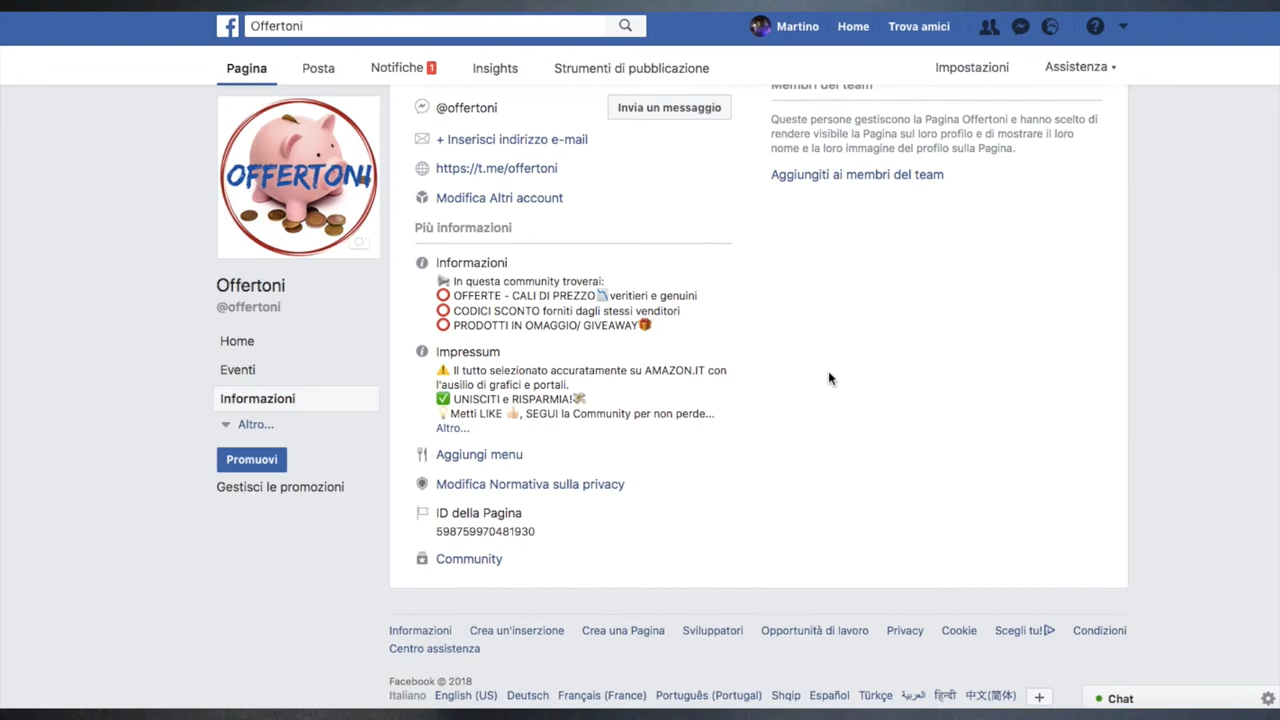 Offertoni
Martino
Home
Trova amici
Pagina
Posta
Notifiche 1
Insights
Strumenti di pubblicazione
Impostazioni
Assistenza
OFFERTONI
Offertoni
@offertoni
Home
Eventi
Informazioni
Altro...
Promuovi
Gestisci le promozioni
@offertoni
Invia un messaggio
+ Inserisci indirizzo e-mail
https://t.me/offertoni
Modifica Altri account
Più informazioni
Informazioni
In questa community troverai:
⭕ OFFERTE - CALI DI PREZZO📉veritieri e genuini
⭕ CODICI SCONTO forniti dagli stessi venditori
⭕ PRODOTTI IN OMAGGIO/ GIVEAWAY🎁
Impressum
⚠️ Il tutto selezionato accuratamente su AMAZON.IT con
l'ausilio di grafici e portali.
✅ UNISCITI e RISPARMIA!💸
💡Metti LIKE 👍🏻, SEGUI la Community per non perde...
Altro...
Aggiungi menu
Modifica Normativa sulla privacy
ID della Pagina
598759970481930
Community
Membri del team
Queste persone gestiscono la Pagina Offertoni e hanno scelto di
rendere visibile la Pagina sul loro profilo e di mostrare il loro
nome e la loro immagine del profilo sulla Pagina.
Aggiungiti ai membri del team
Informazioni Crea un'inserzione Crea una Pagina Sviluppatori Opportunità di lavoro Privacy Cookie Scegli tu! Condizioni
Centro assistenza
Facebook © 2018
Italiano English (US) Deutsch Français (France) Português (Portugal) Shqip Español Türkçe العربية हिन्दी 中文(简体) +
Chat